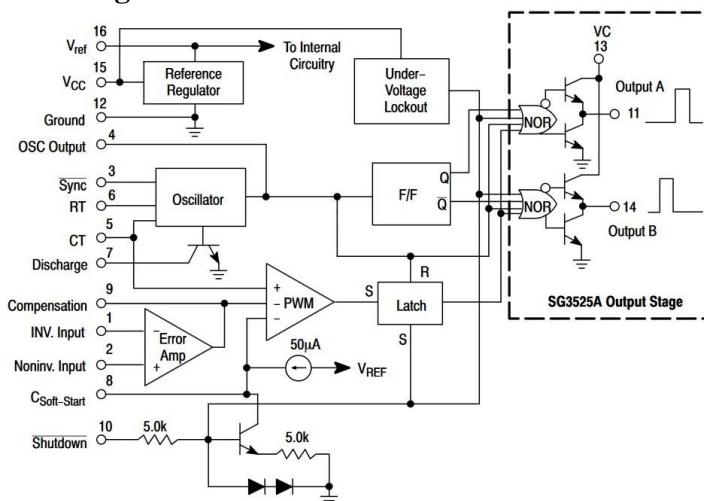 16
Vref
15
VCC
12
Ground
4
OSC Output
3
Sync
6
RT
5
CT
7
Discharge
9
Compensation
1
INV. Input
2
Noninv. Input
8
CSoft-Start
10
Shutdown
To Internal
Circuitry
Reference
Regulator
Under-
Voltage
Lockout
Oscillator
F/F
Q
Q
+
−
−
PWM
S
R
Latch
S
−
Error
Amp
+
50μA
VREF
5.0k
5.0k
VC
13
Output A
NOR
11
NOR
14
Output B
SG3525A Output Stage